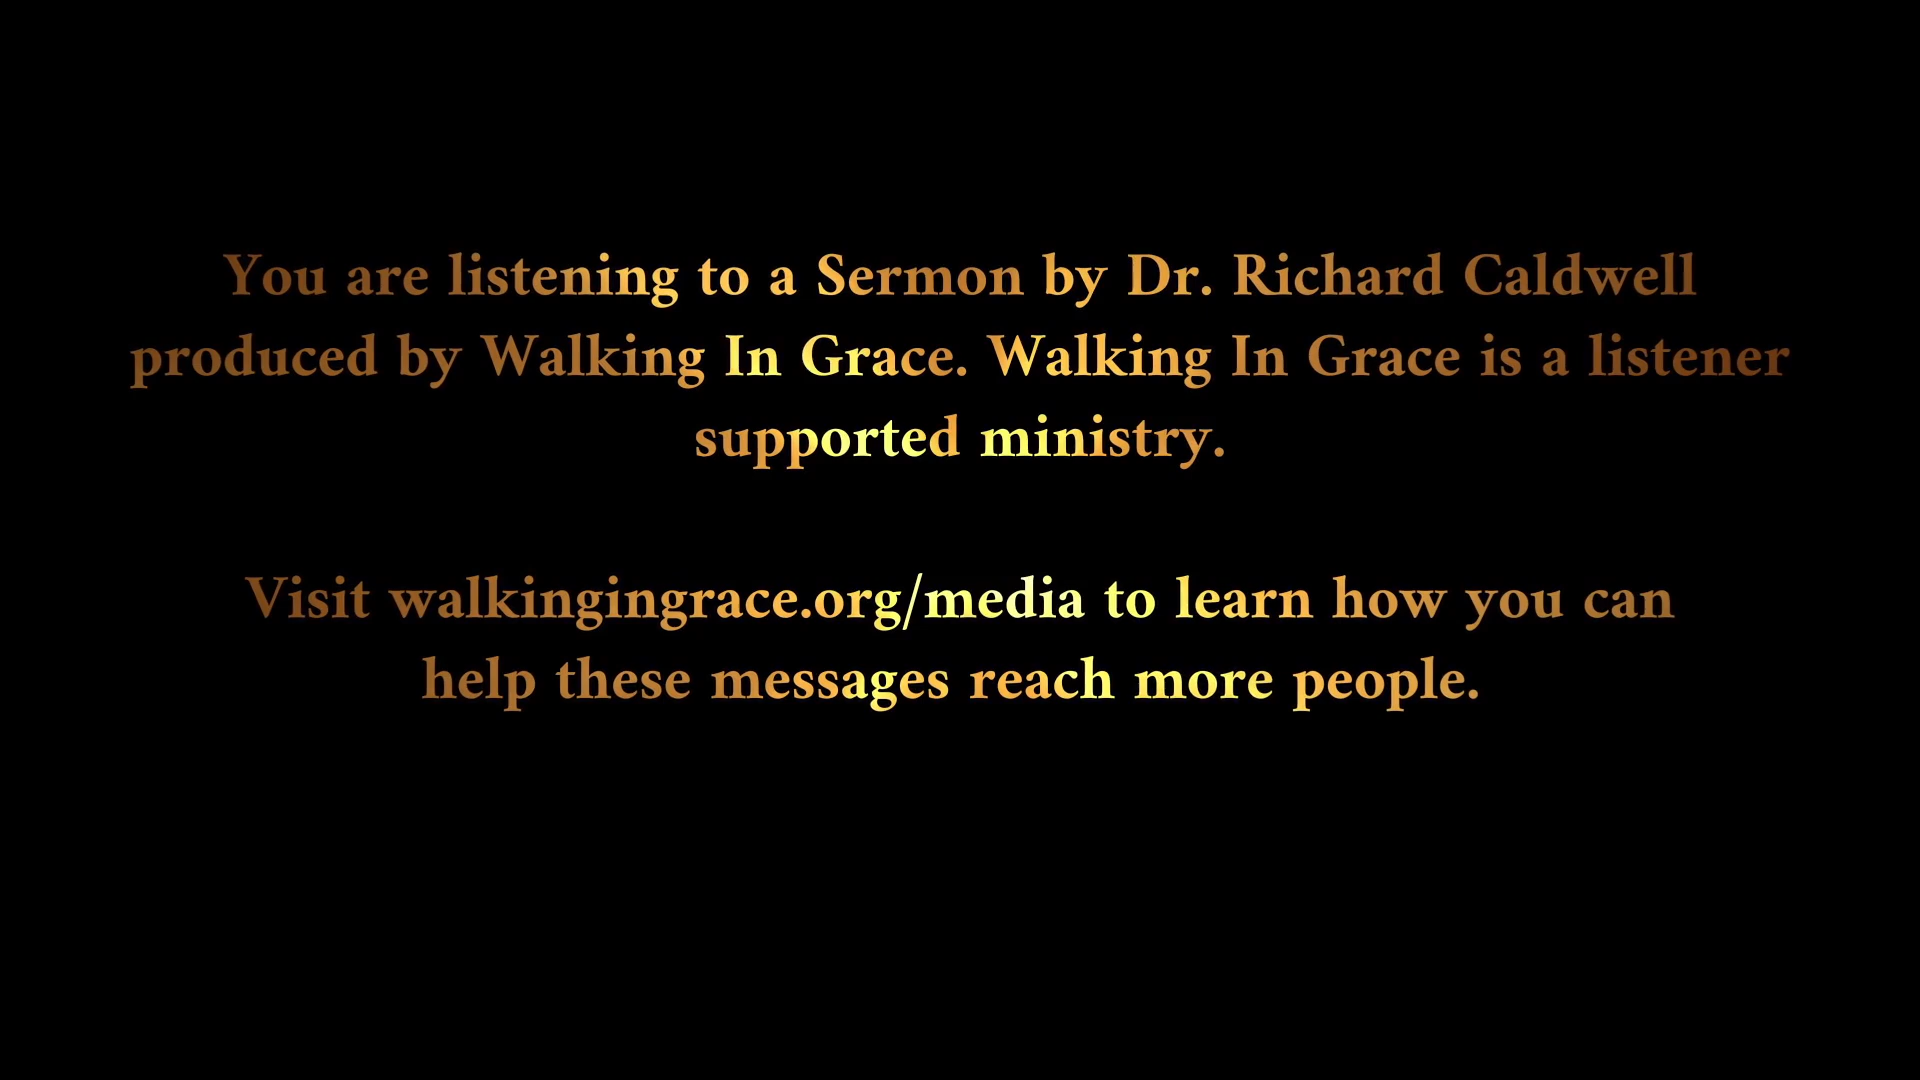 You are listening to a Sermon by Dr. Richard Caldwell
produced by Walking In Grace. Walking In Grace is a listener
supported ministry.
Visit walkingingrace.org/media to learn how you can
help these messages reach more people.